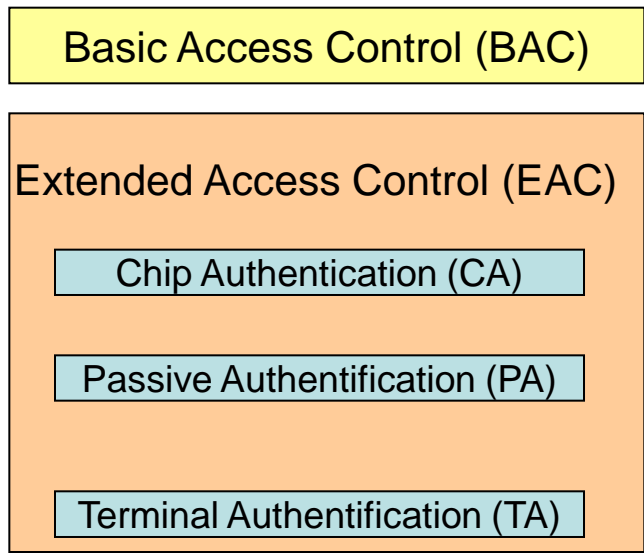 Basic Access Control (BAC)
Extended Access Control (EAC)
Chip Authentication (CA)
Passive Authentification (PA)
Terminal Authentification (TA)